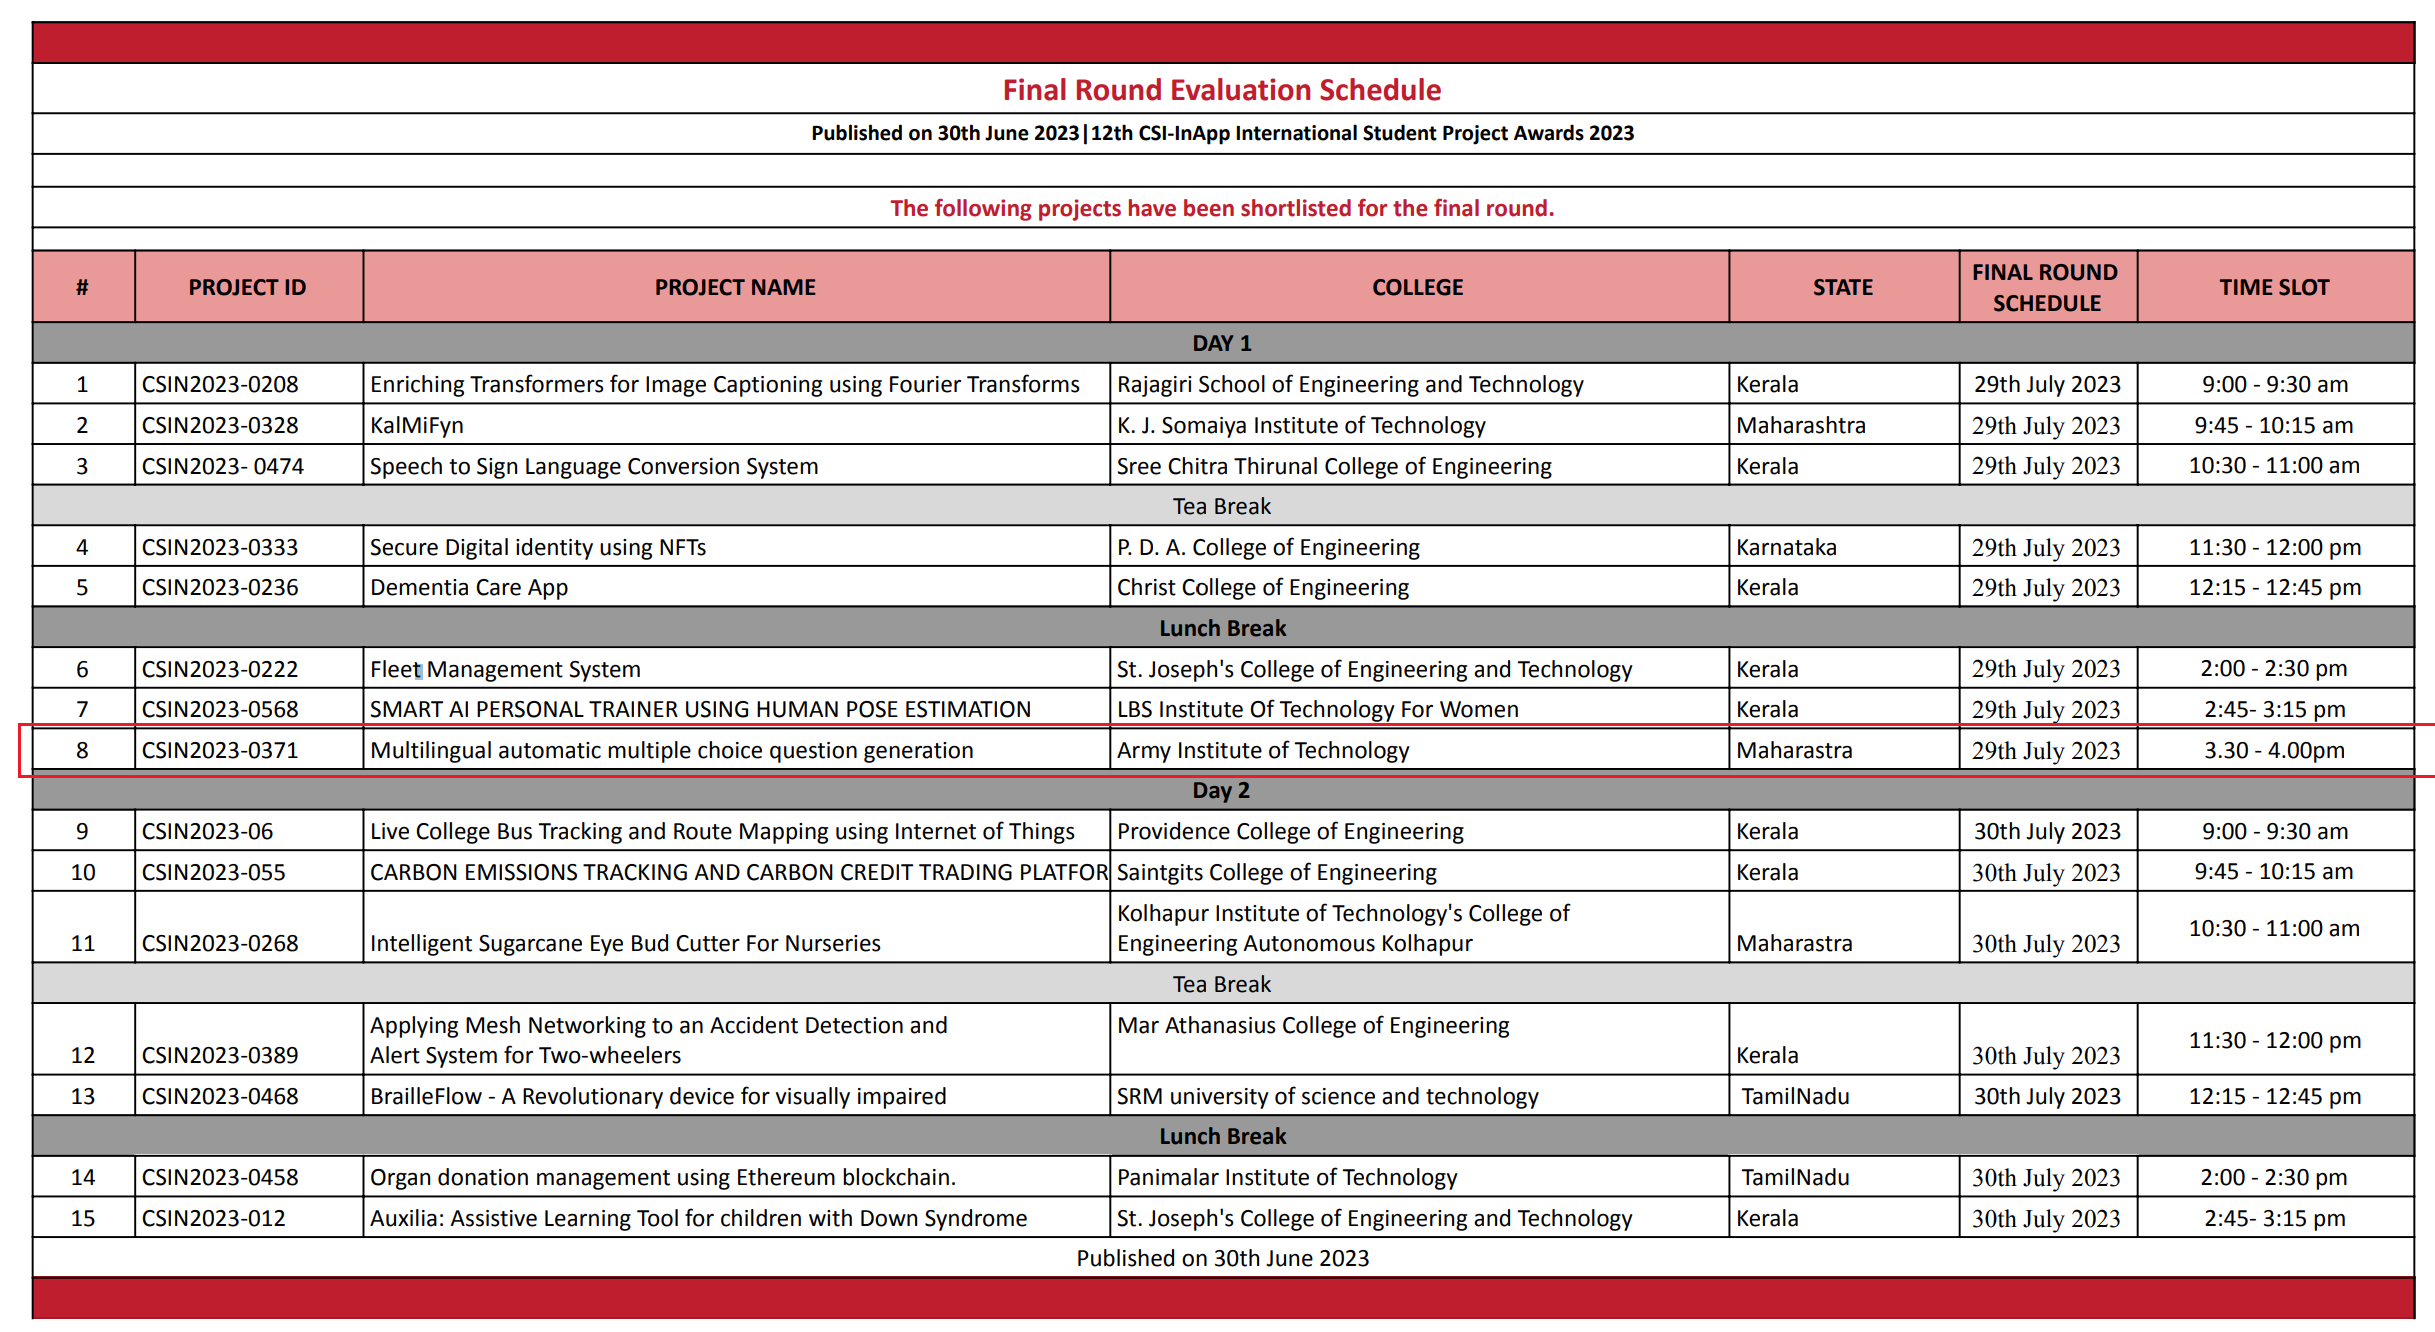 Final Round Evaluation Schedule
Published on 30th June 2023|12th CSI-InApp International Student Project Awards 2023
The following projects have been shortlisted for the final round.
# PROJECT ID PROJECT NAME COLLEGE STATE FINAL ROUND SCHEDULE TIME SLOT
DAY 1
1 CSIN2023-0208 Enriching Transformers for Image Captioning using Fourier Transforms Rajagiri School of Engineering and Technology Kerala 29th July 2023 9:00 - 9:30 am
2 CSIN2023-0328 KalMiFyn K. J. Somaiya Institute of Technology Maharashtra 29th July 2023 9:45 - 10:15 am
3 CSIN2023- 0474 Speech to Sign Language Conversion System Sree Chitra Thirunal College of Engineering Kerala 29th July 2023 10:30 - 11:00 am
Tea Break
4 CSIN2023-0333 Secure Digital identity using NFTs P. D. A. College of Engineering Karnataka 29th July 2023 11:30 - 12:00 pm
5 CSIN2023-0236 Dementia Care App Christ College of Engineering Kerala 29th July 2023 12:15 - 12:45 pm
Lunch Break
6 CSIN2023-0222 Fleet Management System St. Joseph's College of Engineering and Technology Kerala 29th July 2023 2:00 - 2:30 pm
7 CSIN2023-0568 SMART AI PERSONAL TRAINER USING HUMAN POSE ESTIMATION LBS Institute Of Technology For Women Kerala 29th July 2023 2:45- 3:15 pm
8 CSIN2023-0371 Multilingual automatic multiple choice question generation Army Institute of Technology Maharastra 29th July 2023 3.30 - 4.00pm
Day 2
9 CSIN2023-06 Live College Bus Tracking and Route Mapping using Internet of Things Providence College of Engineering Kerala 30th July 2023 9:00 - 9:30 am
10 CSIN2023-055 CARBON EMISSIONS TRACKING AND CARBON CREDIT TRADING PLATFOR Saintgits College of Engineering Kerala 30th July 2023 9:45 - 10:15 am
11 CSIN2023-0268 Intelligent Sugarcane Eye Bud Cutter For Nurseries Kolhapur Institute of Technology's College of Engineering Autonomous Kolhapur Maharastra 30th July 2023 10:30 - 11:00 am
Tea Break
12 CSIN2023-0389 Applying Mesh Networking to an Accident Detection and Alert System for Two-wheelers Mar Athanasius College of Engineering Kerala 30th July 2023 11:30 - 12:00 pm
13 CSIN2023-0468 BrailleFlow - A Revolutionary device for visually impaired SRM university of science and technology TamilNadu 30th July 2023 12:15 - 12:45 pm
Lunch Break
14 CSIN2023-0458 Organ donation management using Ethereum blockchain. Panimalar Institute of Technology TamilNadu 30th July 2023 2:00 - 2:30 pm
15 CSIN2023-012 Auxilia: Assistive Learning Tool for children with Down Syndrome St. Joseph's College of Engineering and Technology Kerala 30th July 2023 2:45- 3:15 pm
Published on 30th June 2023